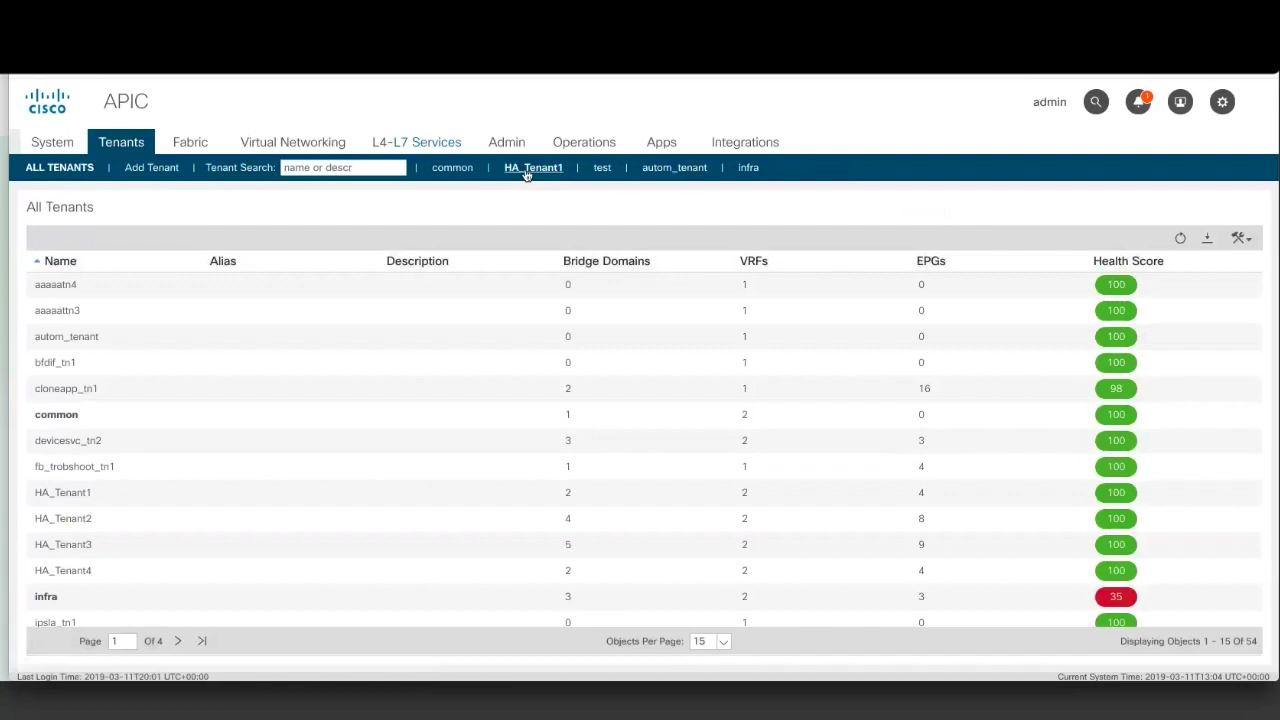 CISCO APIC admin 1
System Tenants Fabric Virtual Networking L4-L7 Services Admin Operations Apps Integrations
ALL TENANTS | Add Tenant | Tenant Search: name or descr | common | HA_Tenant1 | test | autom_tenant | infra
All Tenants
Name Alias Description Bridge Domains VRFs EPGs Health Score
aaaaatn4 0 1 0 100
aaaaattn3 0 1 0 100
autom_tenant 0 1 0 100
bfdif_tn1 0 1 0 100
cloneapp_tn1 2 1 16 98
common 1 2 0 100
devicesvc_tn2 3 3 3 100
fb_trobshoot_tn1 1 1 4 100
HA_Tenant1 2 2 4 100
HA_Tenant2 4 2 8 100
HA_Tenant3 5 2 9 100
HA_Tenant4 2 2 4 100
infra 3 2 3 35
ipsla_tn1 0 1 0 100
Page 1 Of 4 Objects Per Page: 15 Displaying Objects 1 - 15 Of 54
Last Login Time: 2019-03-11T20:01 UTC+00:00 Current System Time: 2019-03-11T13:04 UTC+00:00